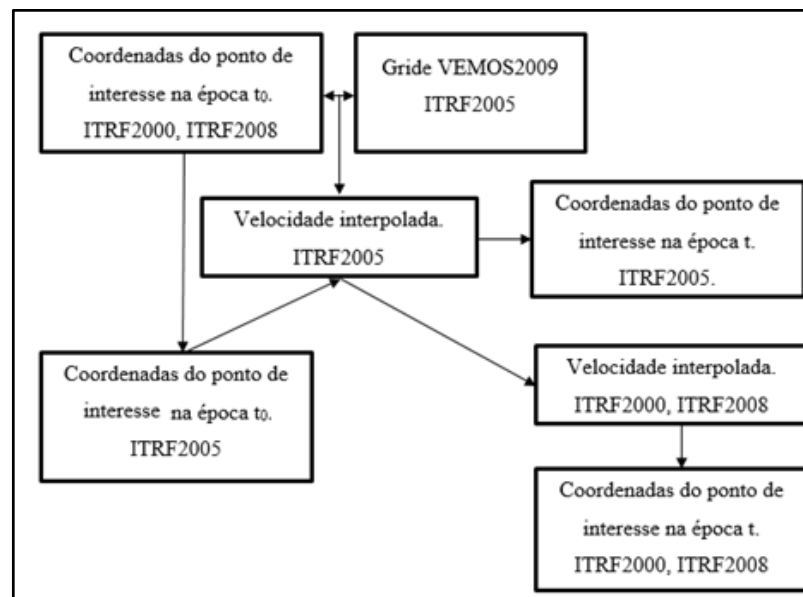 Coordenadas do ponto de
interesse na época t₀.
ITRF2000, ITRF2008
Gride VEMOS2009
ITRF2005
Velocidade interpolada.
ITRF2005
Coordenadas do ponto de
interesse na época t.
ITRF2005.
Coordenadas do ponto de
interesse na época t₀.
ITRF2005
Velocidade interpolada.
ITRF2000, ITRF2008
Coordenadas do ponto de
interesse na época t.
ITRF2000, ITRF2008